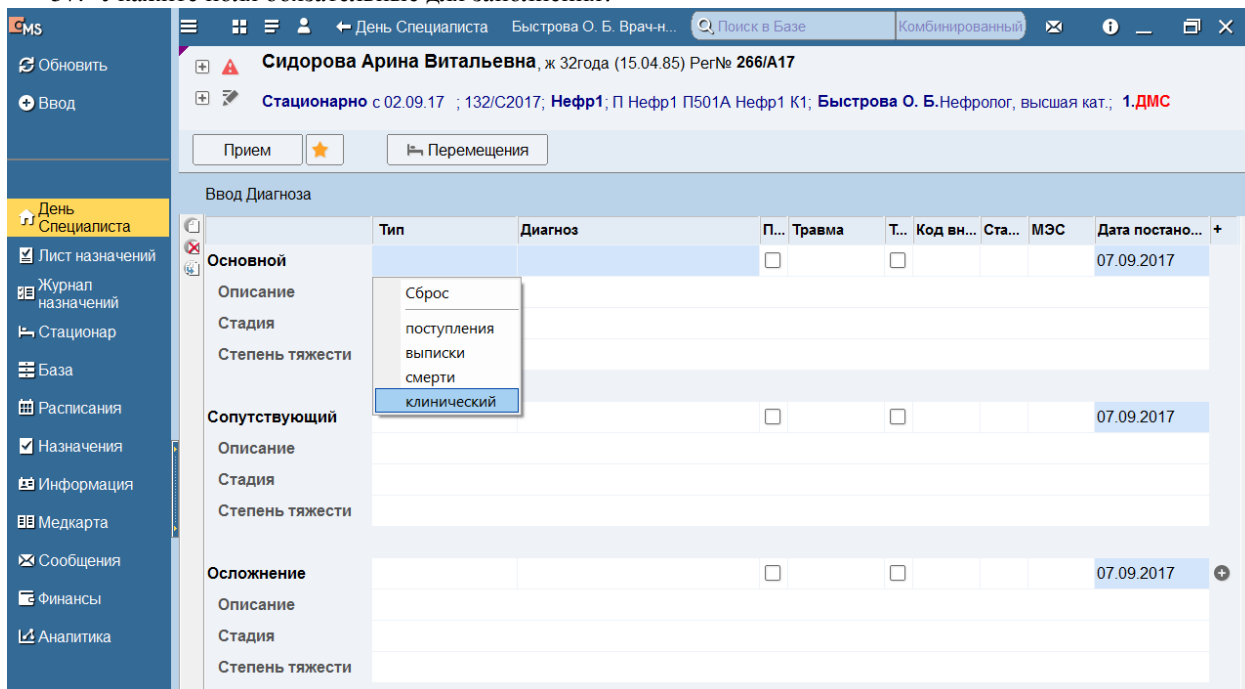 CMS
День Специалиста
Быстрова О. Б. Врач-н...
Поиск в Базе
Комбинированный
Обновить
Ввод
Сидорова Арина Витальевна, ж 32года (15.04.85) Рег№ 266/A17
Стационарно с 02.09.17 ; 132/С2017; Нефр1; П Нефр1 П501А Нефр1 К1; Быстрова О. Б.Нефролог, высшая кат.; 1.ДМС
Прием
Перемещения
Ввод Диагноза
День
Специалиста
Лист назначений
Журнал
назначений
Стационар
База
Расписания
Назначения
Информация
Медкарта
Сообщения
Финансы
Аналитика
Тип Диагноз П... Травма Т... Код вн... Ста... МЭС Дата постано... +
Основной 07.09.2017
Описание
Стадия
Степень тяжести
Сброс
поступления
выписки
смерти
клинический
Сопутствующий 07.09.2017
Описание
Стадия
Степень тяжести
Осложнение 07.09.2017
Описание
Стадия
Степень тяжести